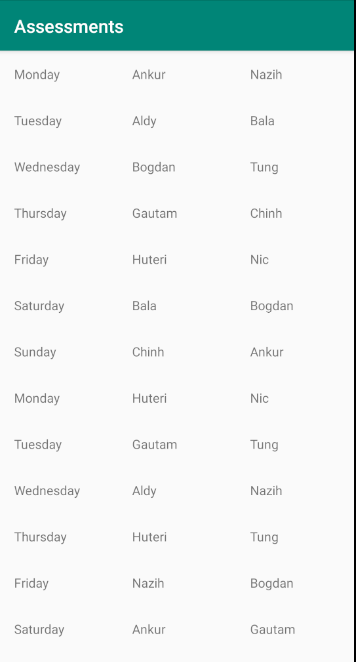 Assessments
Monday Ankur Nazih
Tuesday Aldy Bala
Wednesday Bogdan Tung
Thursday Gautam Chinh
Friday Huteri Nic
Saturday Bala Bogdan
Sunday Chinh Ankur
Monday Huteri Nic
Tuesday Gautam Tung
Wednesday Aldy Nazih
Thursday Huteri Tung
Friday Nazih Bogdan
Saturday Ankur Gautam